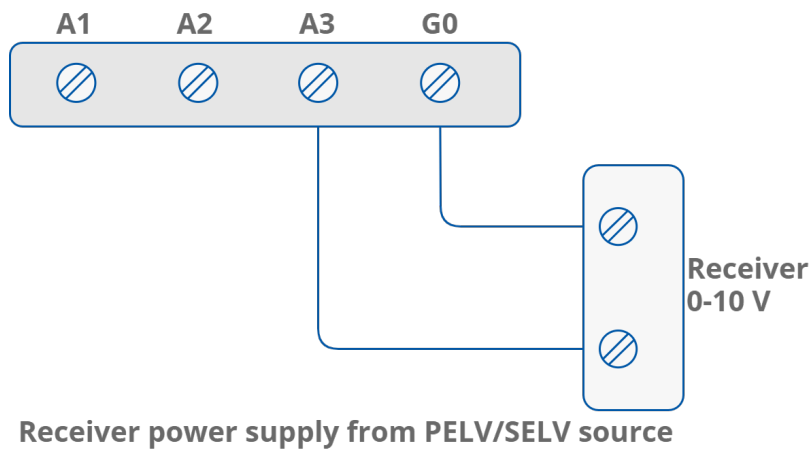 A1 A2 A3 G0
Receiver
0-10 V
Receiver power supply from PELV/SELV source